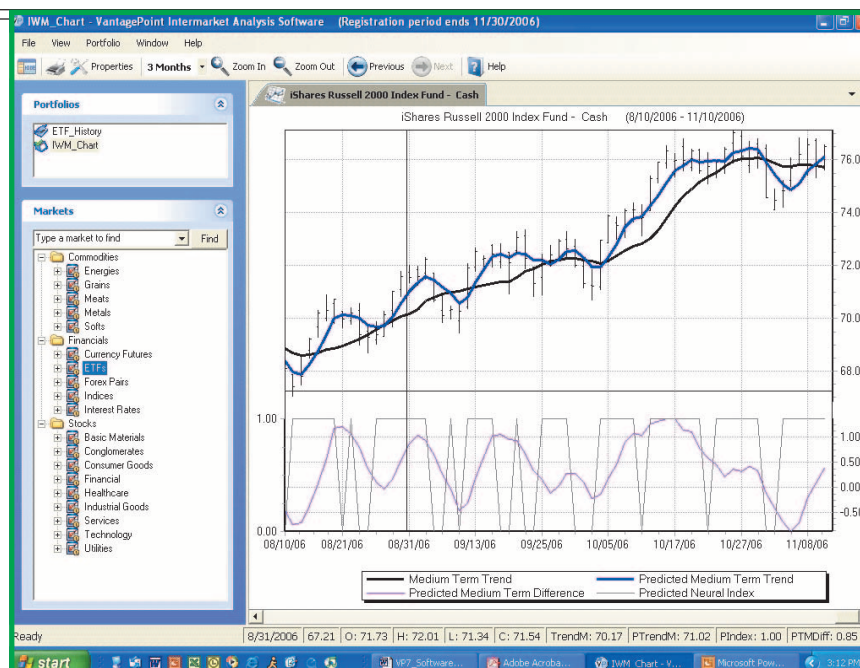 IWM_Chart - VantagePoint Intermarket Analysis Software (Registration period ends 11/30/2006)
File View Portfolio Window Help
Properties 3 Months Zoom In Zoom Out Previous Next Help
Portfolios
ETF_History
IWM_Chart
Markets
Type a market to find Find
Commodities
Energies
Grains
Meats
Metals
Softs
Financials
Currency Futures
ETFs
Forex Pairs
Indices
Interest Rates
Stocks
Basic Materials
Conglomerates
Consumer Goods
Financial
Healthcare
Industrial Goods
Services
Technology
Utilities
iShares Russell 2000 Index Fund - Cash
iShares Russell 2000 Index Fund - Cash (8/10/2006 - 11/10/2006)
76.0
74.0
72.0
70.0
68.0
1.00
0.00
1.00
0.50
0.00
-0.50
08/10/06 08/21/06 08/31/06 09/13/06 09/25/06 10/05/06 10/17/06 10/27/06 11/08/06
Medium Term Trend Predicted Medium Term Trend
Predicted Medium Term Difference Predicted Neural Index
Ready 8/31/2006 67.21 O: 71.73 H: 72.01 L: 71.34 C: 71.54 TrendM: 70.17 PTrendM: 71.02 PIndex: 1.00 PTMDiff: 0.85
start VP7_Software... Adobe Acroba... IWM_Chart - V... Microsoft Pow... 3:12 PM